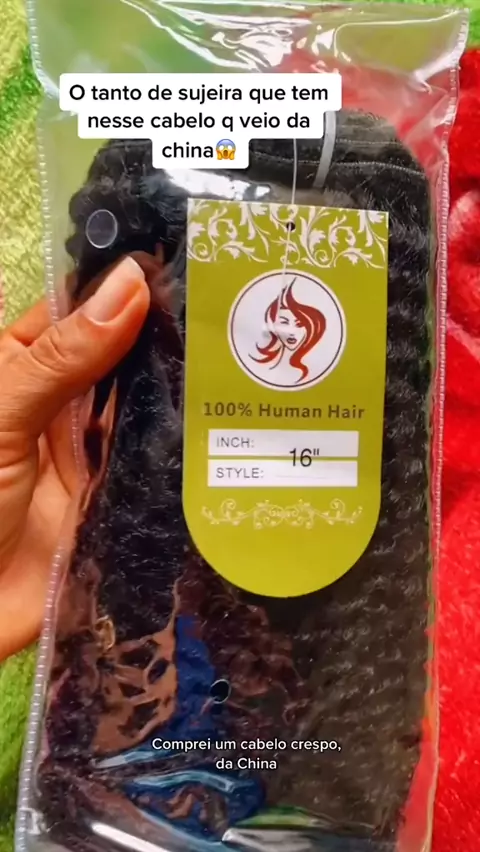 O tanto de sujeira que tem
nesse cabelo q veio da
china😱
100% Human Hair
INCH:
16"
STYLE:
Comprei um cabelo crespo,
da China